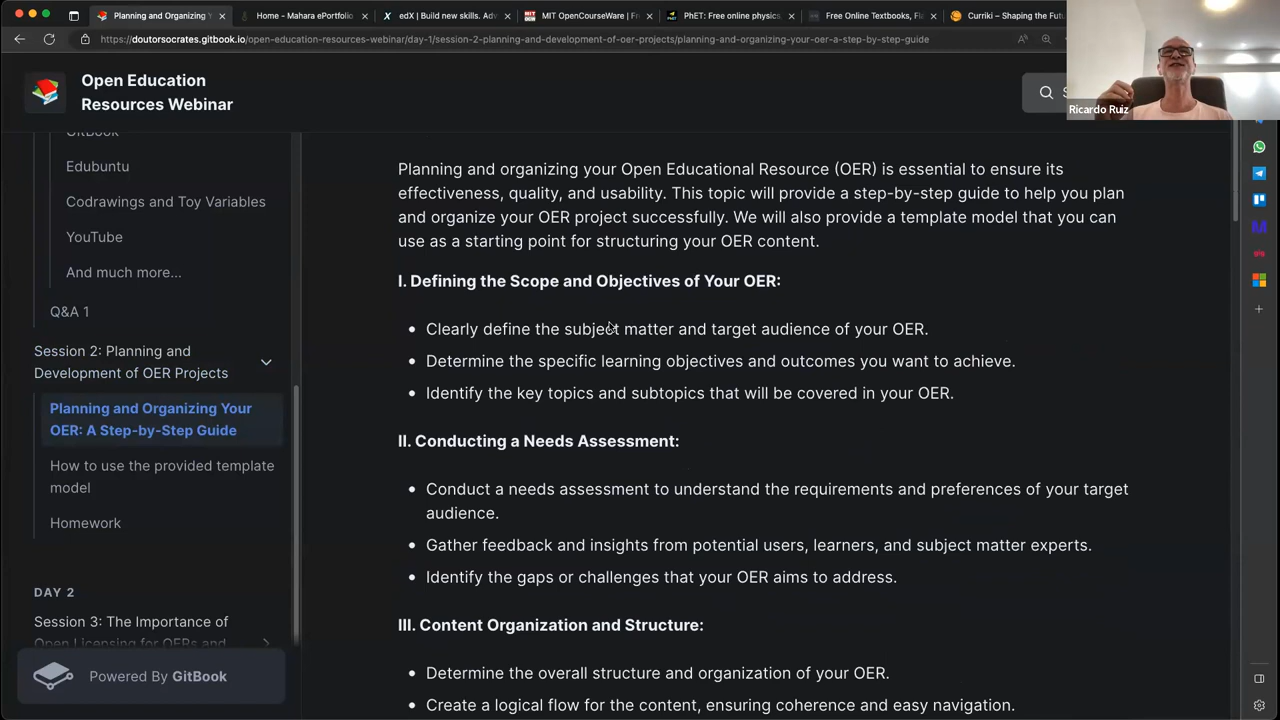 Planning and Organizing Y
Home - Mahara ePortfolio
edX | Build new skills. Adv
MIT OpenCourseWare | Fre
PhET: Free online physics
Free Online Textbooks, Fla
Curriki – Shaping the Futu
https://doutorsocrates.gitbook.io/open-education-resources-webinar/day-1/session-2-planning-and-development-of-oer-projects/planning-and-organizing-your-oer-a-step-by-step-guide
Open Education
Resources Webinar
Ricardo Ruiz
GitBook
Edubuntu
Codrawings and Toy Variables
YouTube
And much more...
Q&A 1
Session 2: Planning and
Development of OER Projects
Planning and Organizing Your
OER: A Step-by-Step Guide
How to use the provided template
model
Homework
DAY 2
Session 3: The Importance of
Open Licensing for OERs and
Powered By GitBook
Planning and organizing your Open Educational Resource (OER) is essential to ensure its
effectiveness, quality, and usability. This topic will provide a step-by-step guide to help you plan
and organize your OER project successfully. We will also provide a template model that you can
use as a starting point for structuring your OER content.
I. Defining the Scope and Objectives of Your OER:
• Clearly define the subject matter and target audience of your OER.
• Determine the specific learning objectives and outcomes you want to achieve.
• Identify the key topics and subtopics that will be covered in your OER.
II. Conducting a Needs Assessment:
• Conduct a needs assessment to understand the requirements and preferences of your target
audience.
• Gather feedback and insights from potential users, learners, and subject matter experts.
• Identify the gaps or challenges that your OER aims to address.
III. Content Organization and Structure:
• Determine the overall structure and organization of your OER.
• Create a logical flow for the content, ensuring coherence and easy navigation.